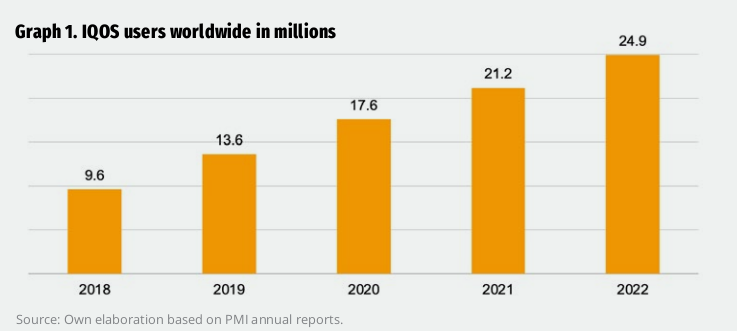 Graph 1. IQOS users worldwide in millions
24.9
21.2
17.6
13.6
9.6
2018 2019 2020 2021 2022
Source: Own elaboration based on PMI annual reports.